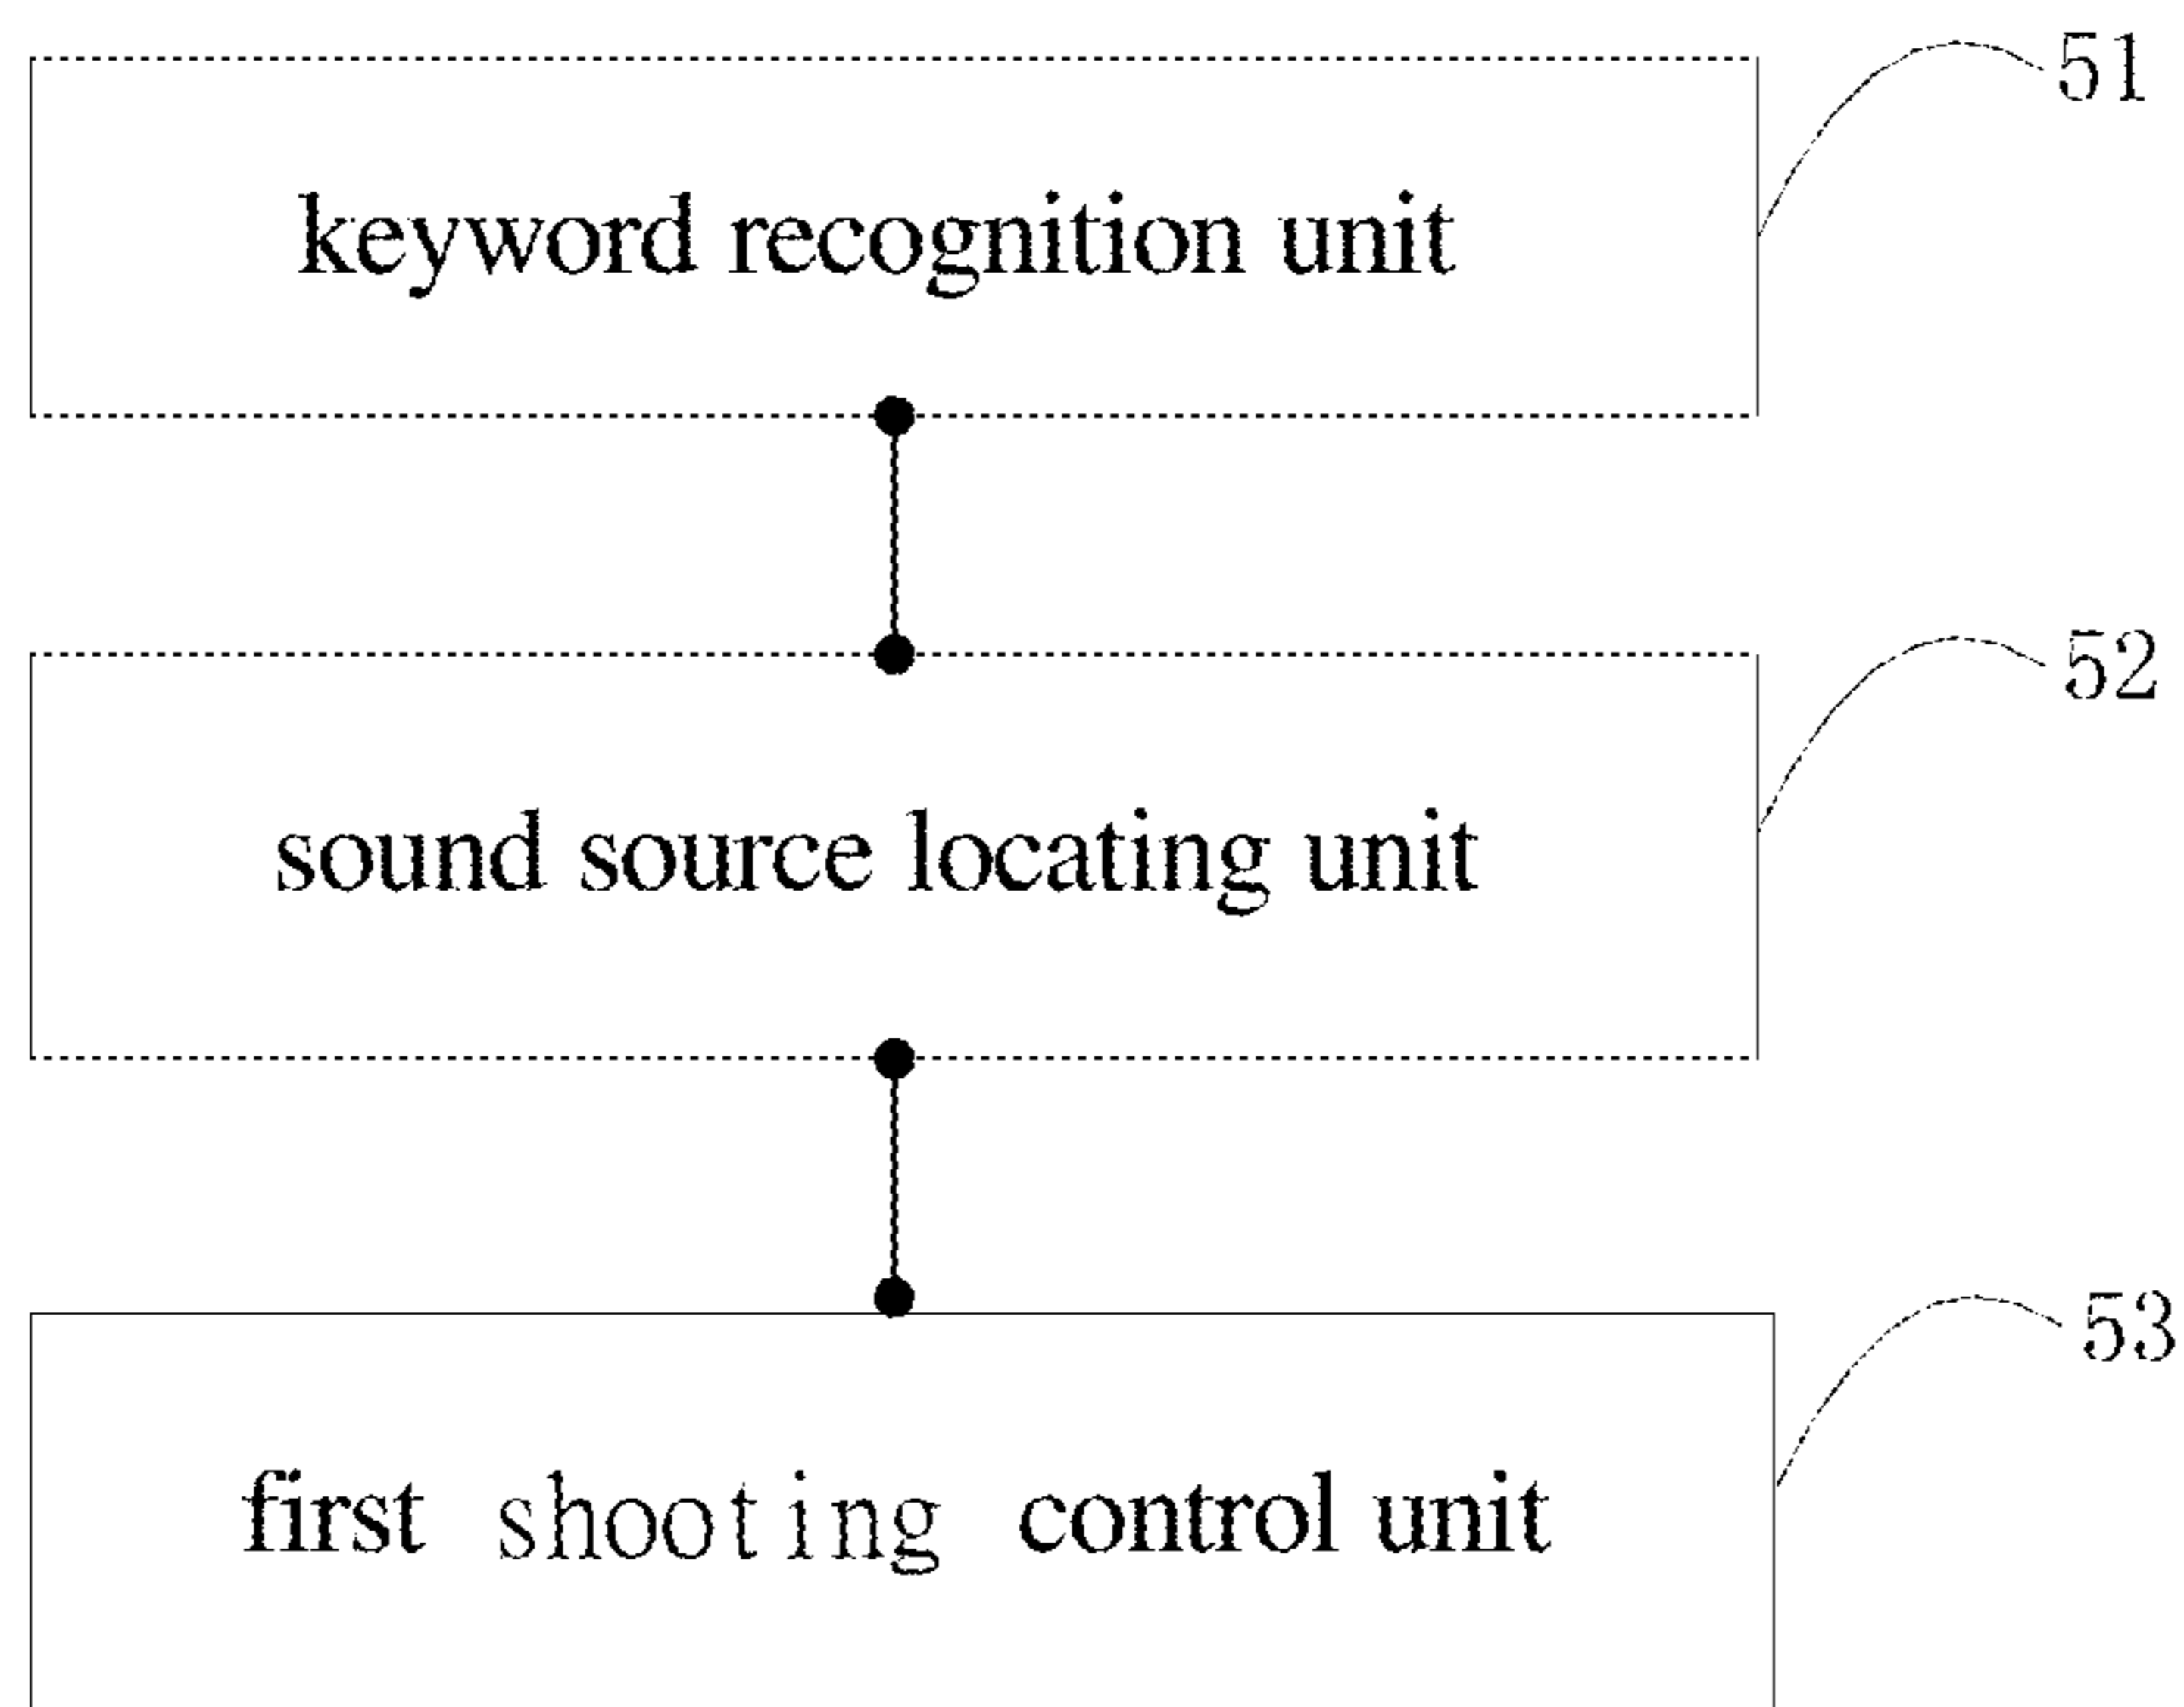 51
keyword recognition unit
52
sound source locating unit
53
first shooting control unit